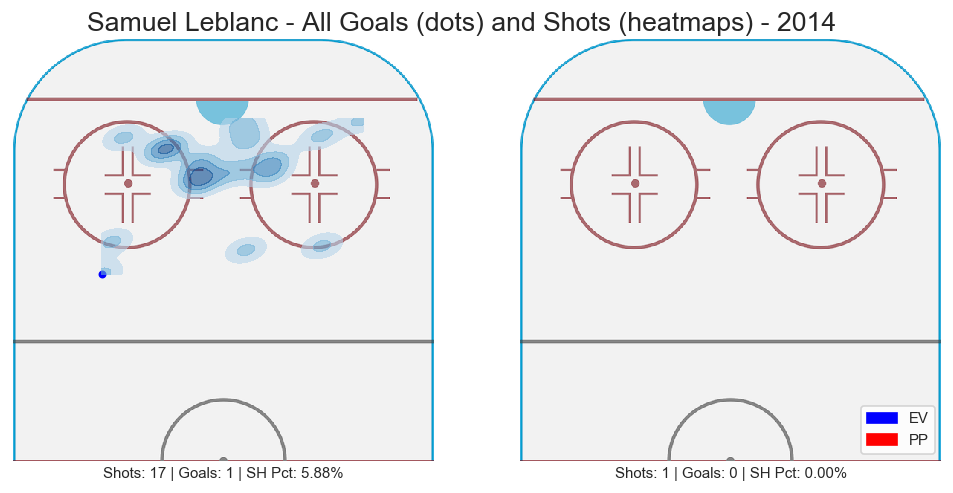 Samuel Leblanc - All Goals (dots) and Shots (heatmaps) - 2014
EV
PP
Shots: 17 | Goals: 1 | SH Pct: 5.88%
Shots: 1 | Goals: 0 | SH Pct: 0.00%